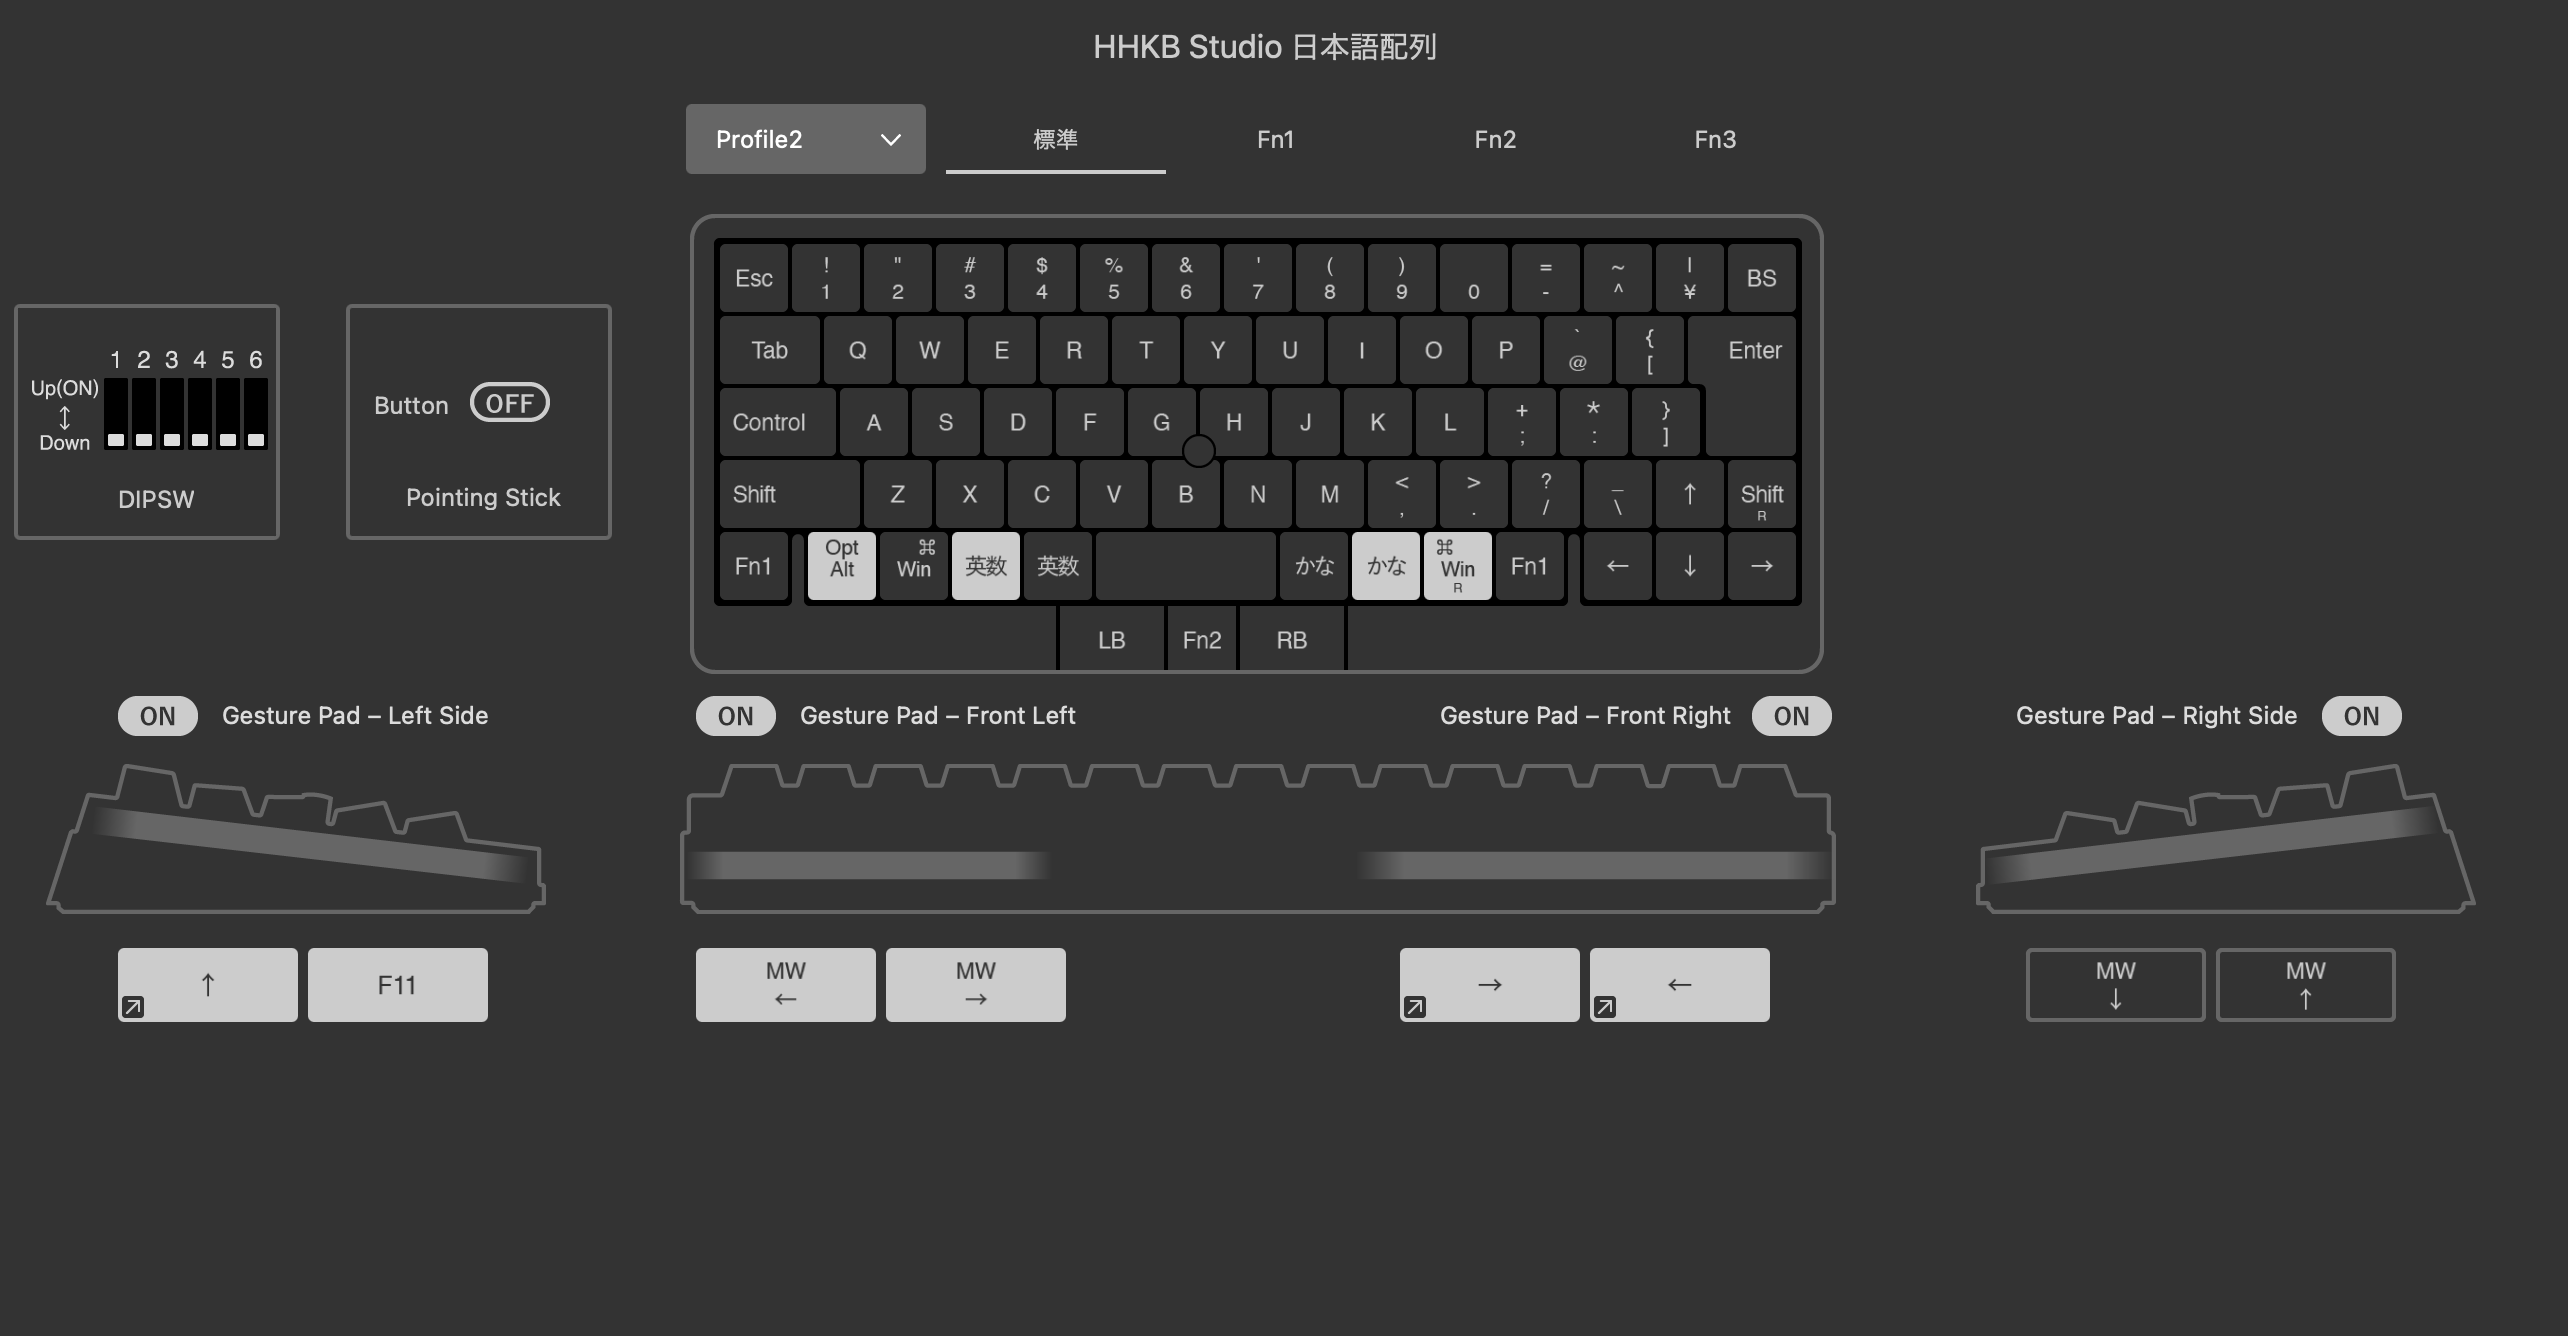 HHKB Studio 日本語配列
Profile2 標準 Fn1 Fn2 Fn3
1 2 3 4 5 6
Up(ON)
↕
Down
DIPSW
Button OFF
Pointing Stick
Esc ! 1 " 2 # 3 $ 4 % 5 & 6 ' 7 ( 8 ) 9 0 = - ~ ^ | ¥ BS
Tab Q W E R T Y U I O P ` @ { [ Enter
Control A S D F G H J K L + ; * : } ]
Shift Z X C V B N M < , > . ? / _ \ ↑ Shift R
Fn1 Opt Alt ⌘ Win 英数 英数 かな かな ⌘ Win R Fn1 ← ↓ →
LB Fn2 RB
ON Gesture Pad – Left Side
ON Gesture Pad – Front Left
Gesture Pad – Front Right ON
Gesture Pad – Right Side ON
↑ F11
MW ← MW →
→ ←
MW ↓ MW ↑